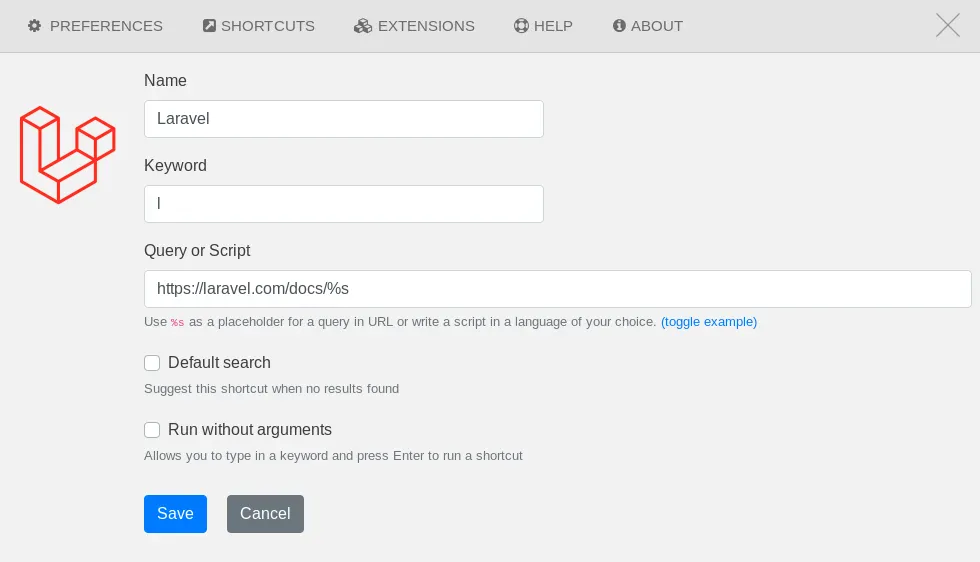 PREFERENCES SHORTCUTS EXTENSIONS HELP ABOUT
Name
Laravel
Keyword
l
Query or Script
https://laravel.com/docs/%s
Use %s as a placeholder for a query in URL or write a script in a language of your choice. (toggle example)
Default search
Suggest this shortcut when no results found
Run without arguments
Allows you to type in a keyword and press Enter to run a shortcut
Save Cancel